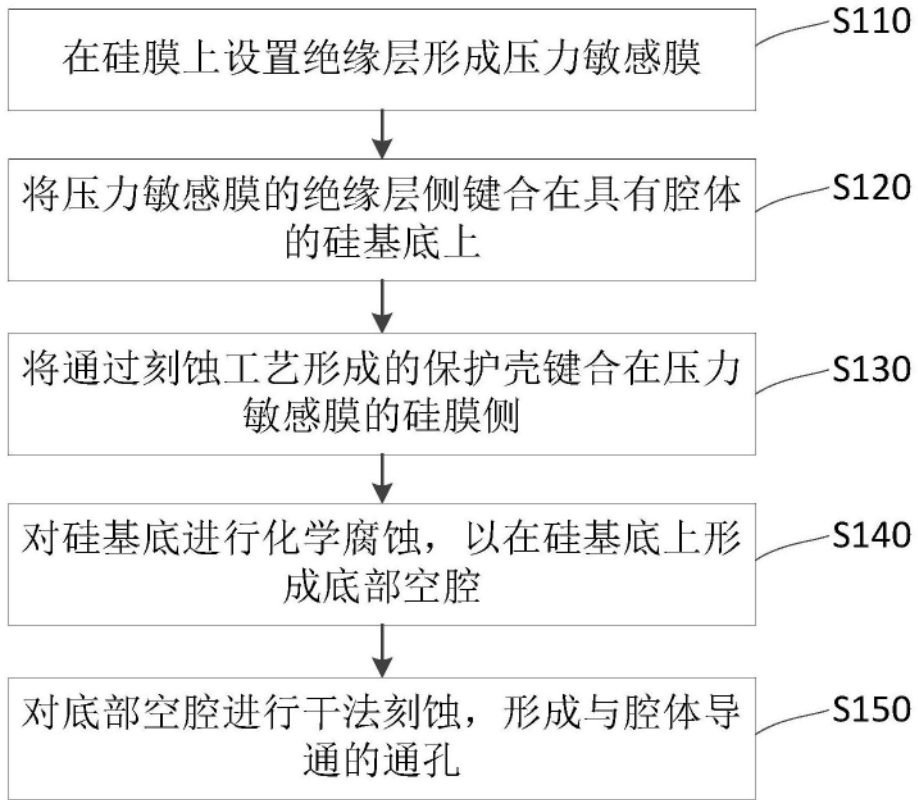 在硅膜上设置绝缘层形成压力敏感膜
S110
将压力敏感膜的绝缘层侧键合在具有腔体
的硅基底上
S120
将通过刻蚀工艺形成的保护壳键合在压力
敏感膜的硅膜侧
S130
对硅基底进行化学腐蚀，以在硅基底上形
成底部空腔
S140
对底部空腔进行干法刻蚀，形成与腔体导
通的通孔
S150